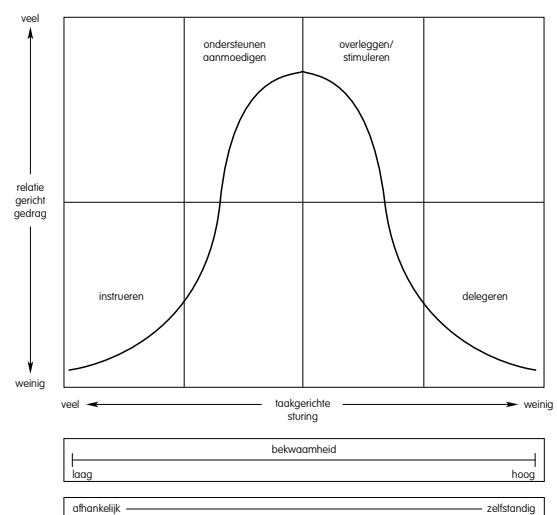 veel
ondersteunen
aanmoedigen
overleggen/
stimuleren
relatie
gericht
gedrag
instrueren
delegeren
weinig
veel
taakgerichte
sturing
weinig
bekwaamheid
laag
hoog
afhankelijk
zelfstandig